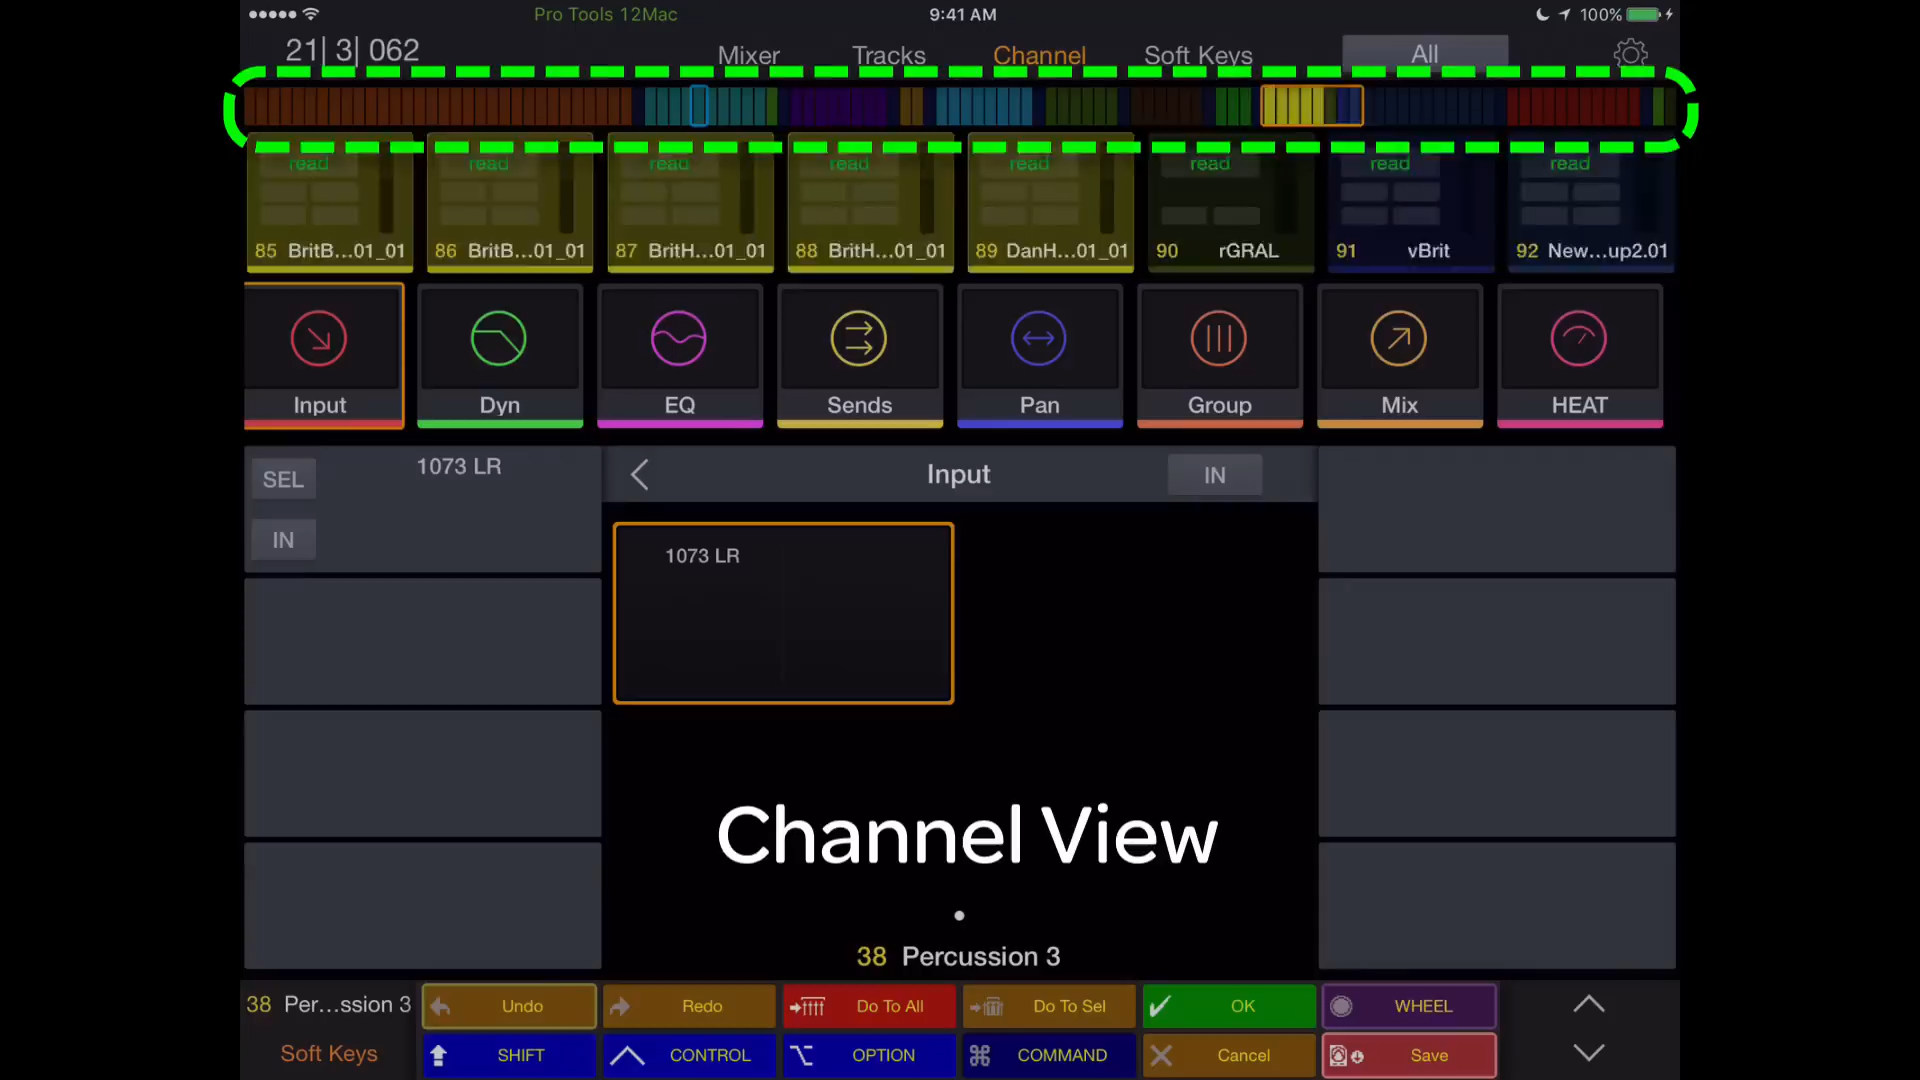 Pro Tools 12Mac
9:41 AM
100%
21| 3| 062
Mixer
Tracks
Channel
Soft Keys
All
read read read read read read read read
85 BritB...01_01
86 BritB...01_01
87 BritH...01_01
88 BritH...01_01
89 DanH...01_01
90 rGRAL
91 vBrit
92 New...up2.01
Input
Dyn
EQ
Sends
Pan
Group
Mix
HEAT
SEL
1073 LR
IN
Input
IN
1073 LR
Channel View
38 Percussion 3
38 Per...ssion 3
Undo
Redo
Do To All
Do To Sel
OK
WHEEL
Soft Keys
SHIFT
CONTROL
OPTION
COMMAND
Cancel
Save